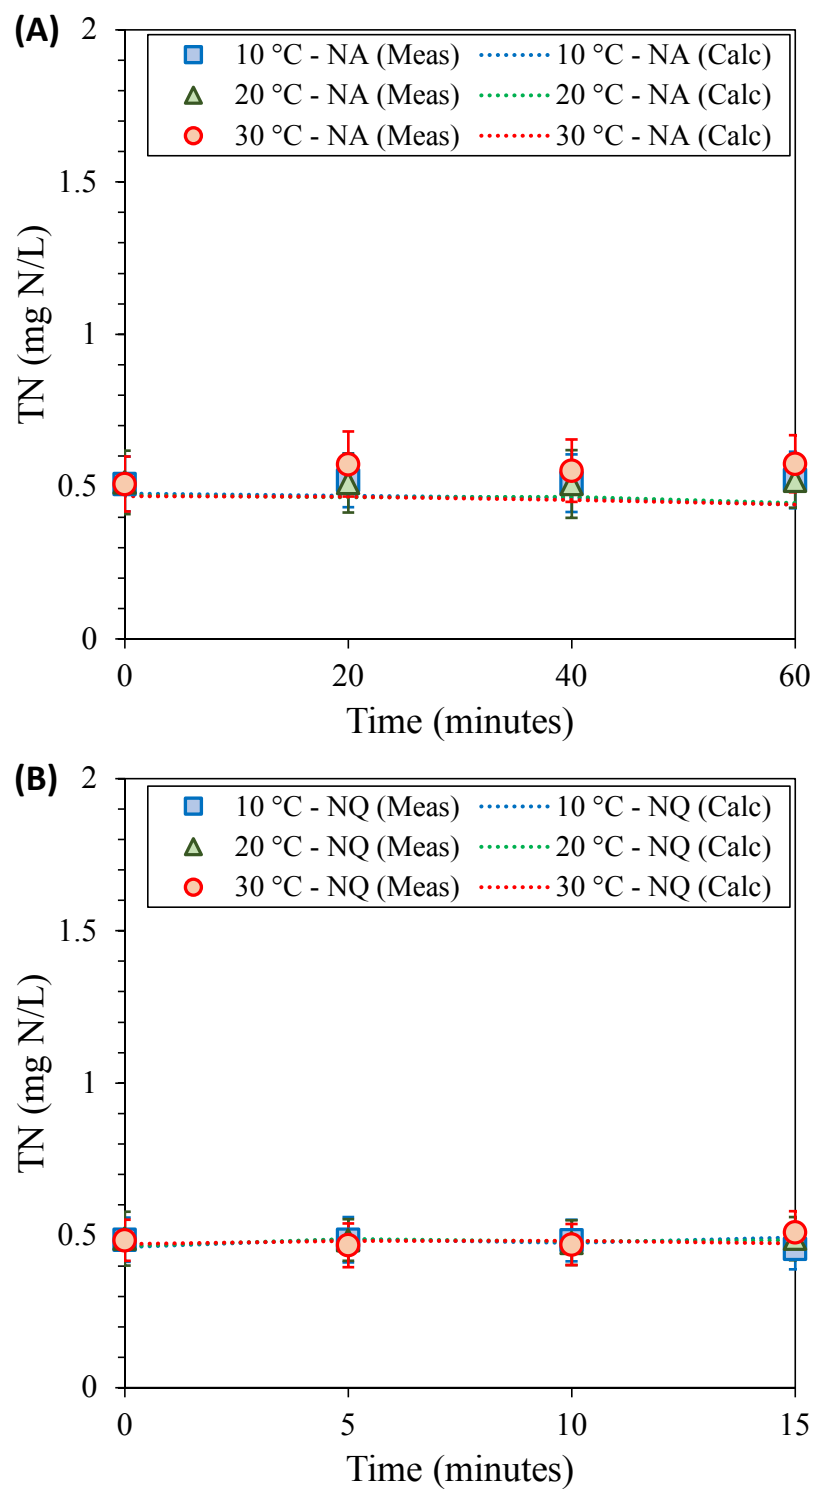 (A)
2
10 °C - NA (Meas) 10 °C - NA (Calc)
20 °C - NA (Meas) 20 °C - NA (Calc)
30 °C - NA (Meas) 30 °C - NA (Calc)
1.5
1
0.5
0
TN (mg N/L)
0 20 40 60
Time (minutes)
(B)
2
10 °C - NQ (Meas) 10 °C - NQ (Calc)
20 °C - NQ (Meas) 20 °C - NQ (Calc)
30 °C - NQ (Meas) 30 °C - NQ (Calc)
1.5
1
0.5
0
TN (mg N/L)
0 5 10 15
Time (minutes)